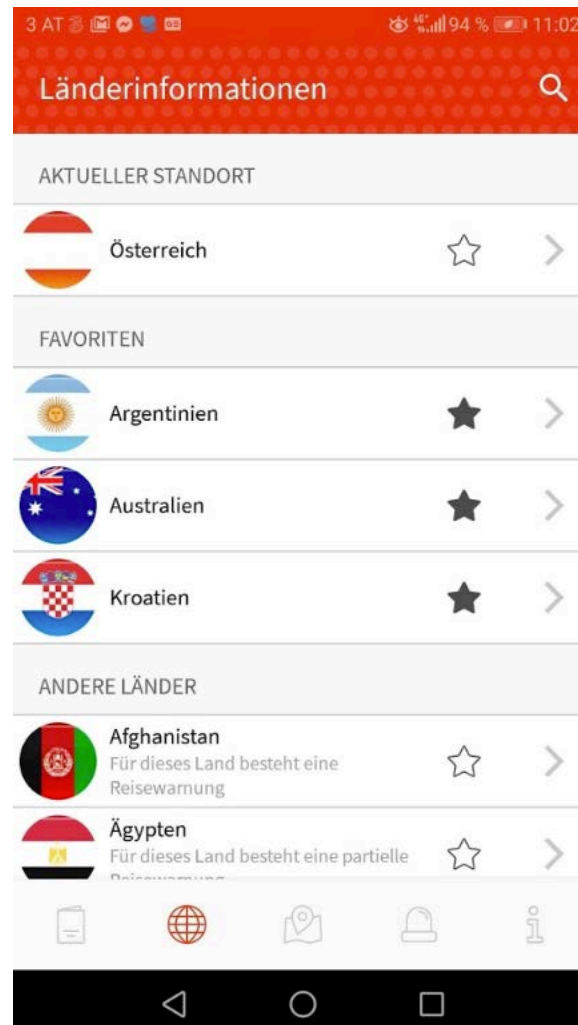 3 AT 94 % 11:02
Länderinformationen
AKTUELLER STANDORT
Österreich
FAVORITEN
Argentinien
Australien
Kroatien
ANDERE LÄNDER
Afghanistan
Für dieses Land besteht eine
Reisewarnung
Ägypten
Für dieses Land besteht eine partielle